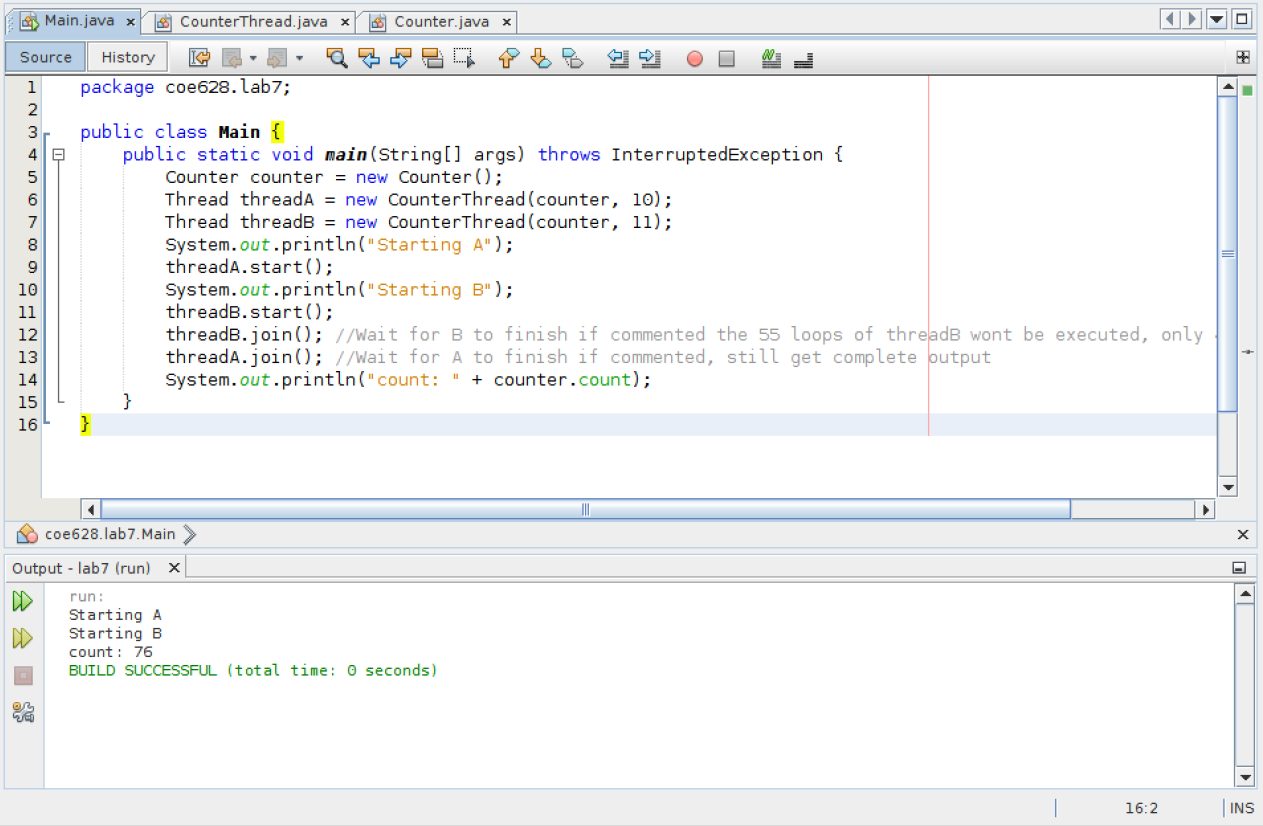 Main.java × CounterThread.java × Counter.java ×
Source History
1 package coe628.lab7;
2
3 public class Main {
4 public static void main(String[] args) throws InterruptedException {
5 Counter counter = new Counter();
6 Thread threadA = new CounterThread(counter, 10);
7 Thread threadB = new CounterThread(counter, 11);
8 System.out.println("Starting A");
9 threadA.start();
10 System.out.println("Starting B");
11 threadB.start();
12 threadB.join(); //Wait for B to finish if commented the 55 loops of threadB wont be executed, only
13 threadA.join(); //Wait for A to finish if commented, still get complete output
14 System.out.println("count: " + counter.count);
15 }
16 }
coe628.lab7.Main
Output - lab7 (run)
run:
Starting A
Starting B
count: 76
BUILD SUCCESSFUL (total time: 0 seconds)
16:2 INS